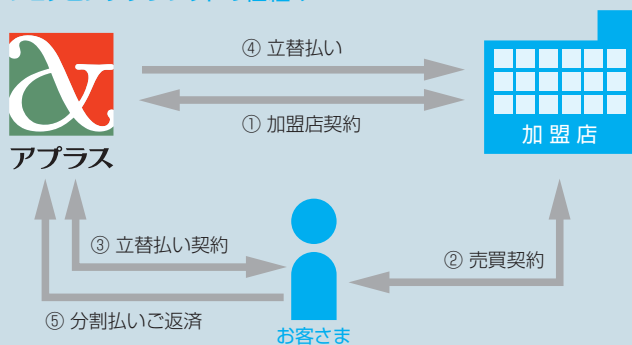 ④ 立替払い
① 加盟店契約
アプラス
加盟店
③ 立替払い契約
② 売買契約
⑤ 分割払いご返済
お客さま